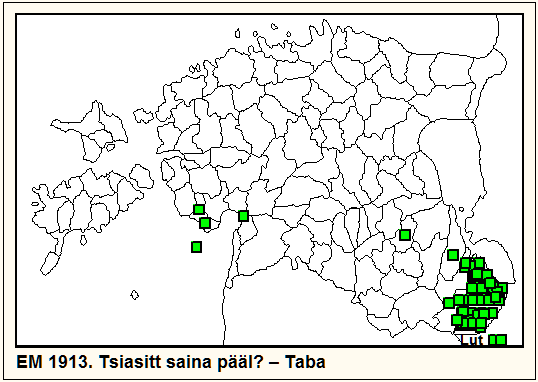 Lut
EM 1913. Tsiasitt saina pääl? – Taba